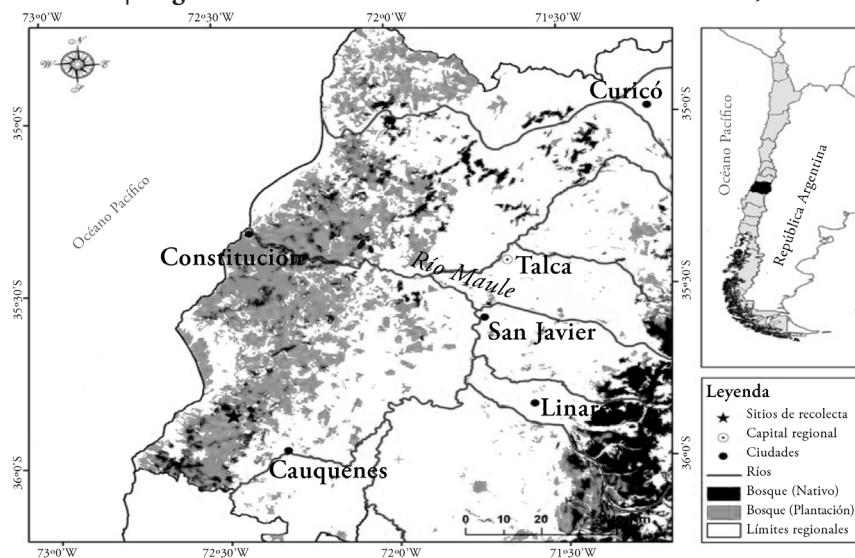 73°0'W 72°30'W 72°0'W 71°30'W
N
W E
S
35°0'S
35°30'S
36°0'S
Océano Pacífico
Curicó
Constitución
Río Maule
Talca
San Javier
Linar
Cauquenes
0 10 20
73°0'W 72°30'W 72°0'W 71°30'W
35°0'S
35°30'S
36°0'S
Océano Pacífico
República Argentina
Leyenda
Sitios de recolecta
Capital regional
Ciudades
Ríos
Bosque (Nativo)
Bosque (Plantación)
Límites regionales